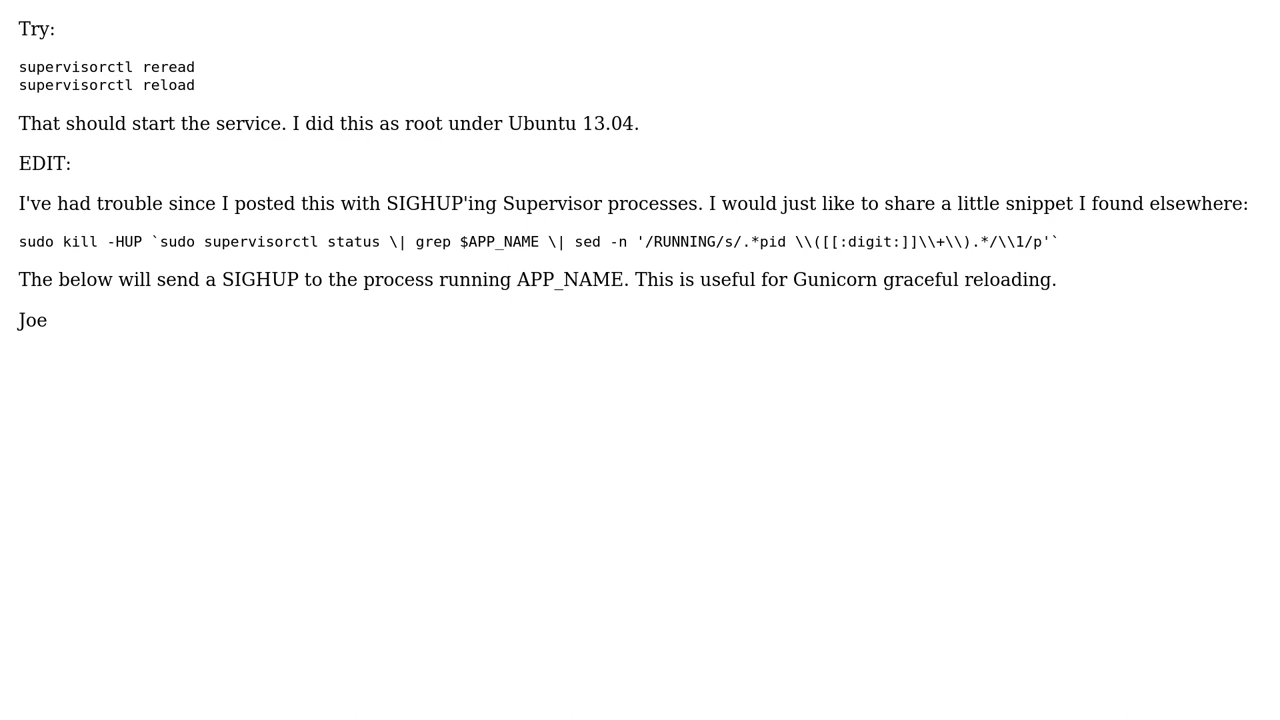 Try:
supervisorctl reread
supervisorctl reload
That should start the service. I did this as root under Ubuntu 13.04.
EDIT:
I've had trouble since I posted this with SIGHUP'ing Supervisor processes. I would just like to share a little snippet I found elsewhere:
sudo kill -HUP `sudo supervisorctl status \| grep $APP_NAME \| sed -n '/RUNNING/s/.*pid \\([[:digit:]]\\+\\).*/\\1/p'`
The below will send a SIGHUP to the process running APP_NAME. This is useful for Gunicorn graceful reloading.
Joe